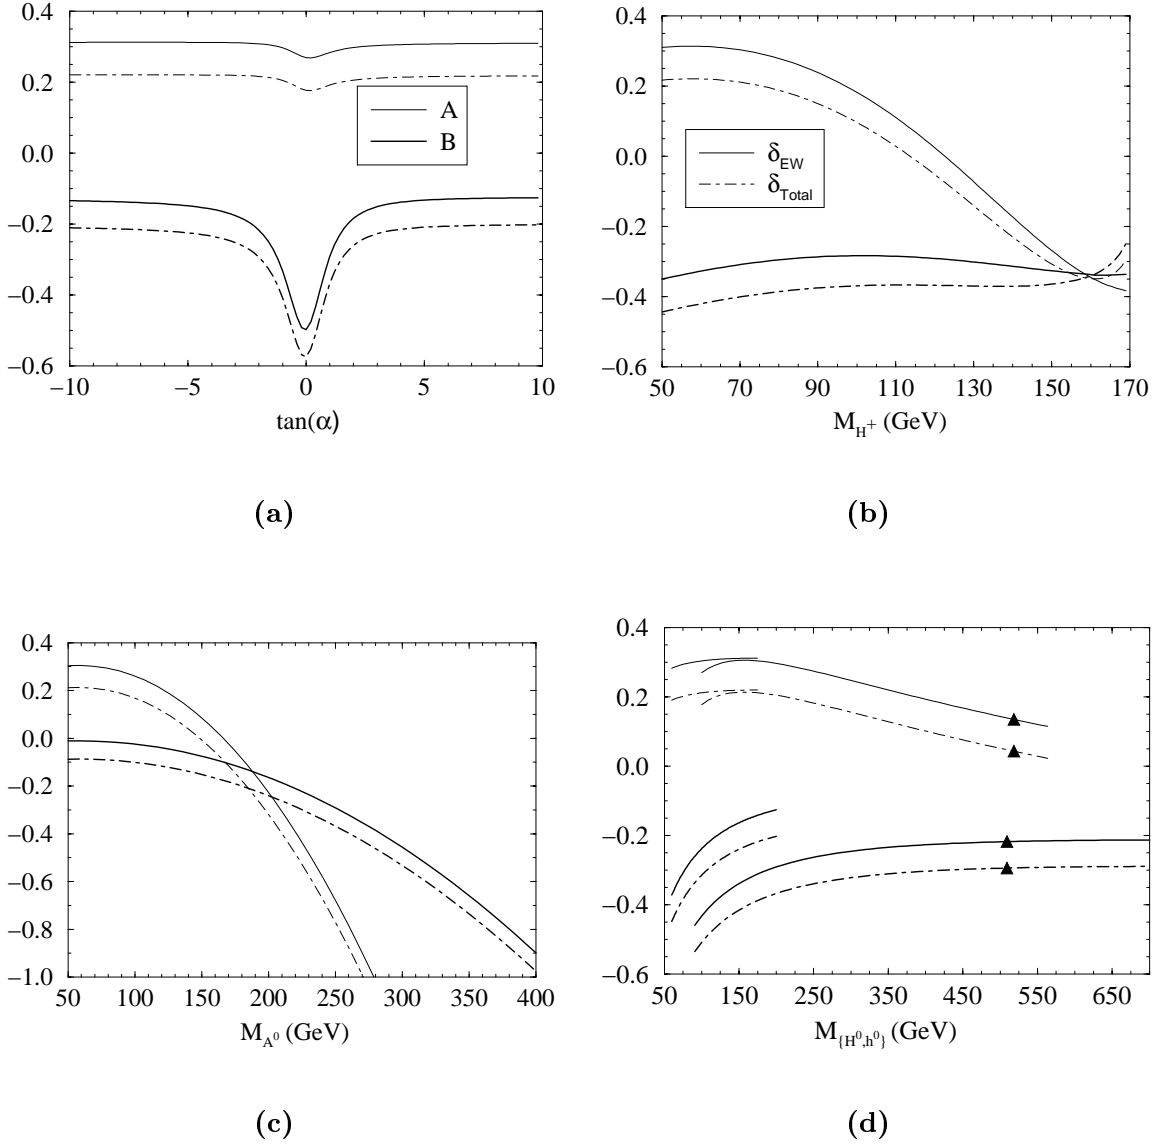 0.4
0.2
0.0
−0.2
−0.4
−0.6
−10 −5 0 5 10
tan(α)
A
B
(a)
0.4
0.2
0.0
−0.2
−0.4
−0.6
50 70 90 110 130 150 170
M_{H^+} (GeV)
δ_{EW}
δ_{Total}
(b)
0.4
0.2
0.0
−0.2
−0.4
−0.6
−0.8
−1.0
50 100 150 200 250 300 350 400
M_{A^0} (GeV)
(c)
0.4
0.2
0.0
−0.2
−0.4
−0.6
50 150 250 350 450 550 650
M_{{H^0,h^0}} (GeV)
(d)